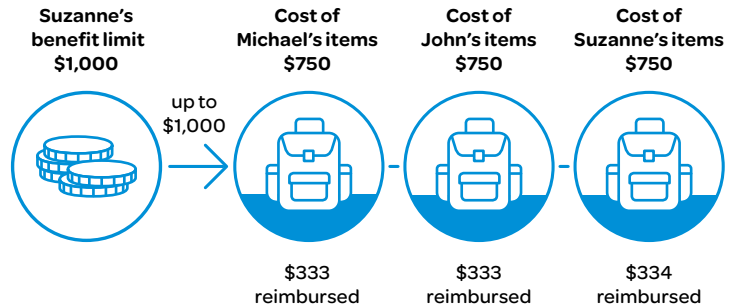 Suzanne's
benefit limit
$1,000
Cost of
Michael's items
$750
Cost of
John's items
$750
Cost of
Suzanne's items
$750
up to
$1,000
$333
reimbursed
$333
reimbursed
$334
reimbursed